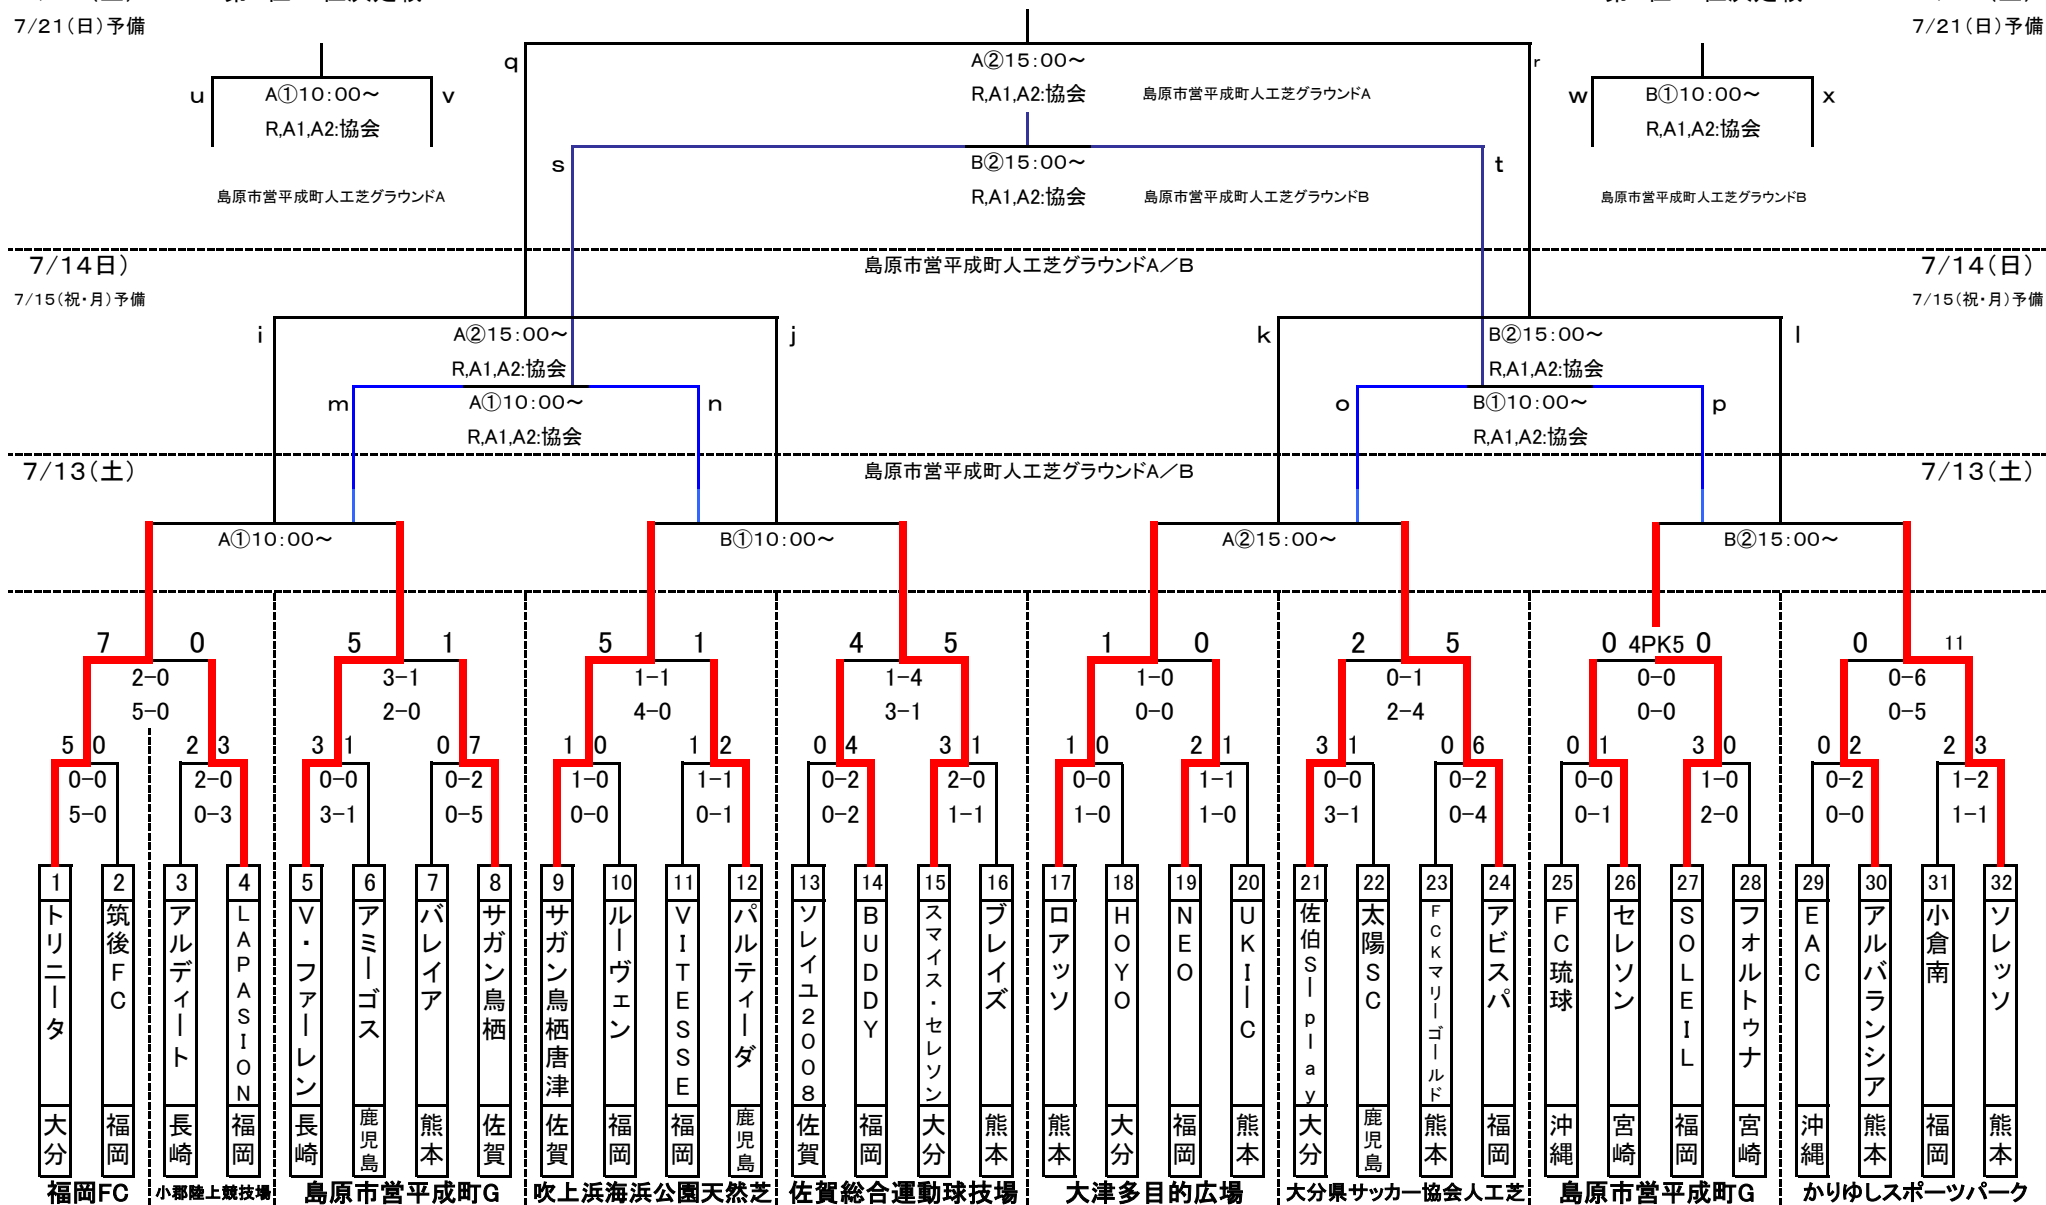 7/21(日)予備
7/21(日)予備
q
A②15:00～
r
u
A①10:00～
v
R,A1,A2:協会
島原市営平成町人工芝グラウンドA
w
B①10:00～
x
R,A1,A2:協会
R,A1,A2:協会
s
B②15:00～
t
島原市営平成町人工芝グラウンドA
R,A1,A2:協会
島原市営平成町人工芝グラウンドB
島原市営平成町人工芝グラウンドB
7/14日)
島原市営平成町人工芝グラウンドA／B
7/14(日)
7/15(祝・月)予備
7/15(祝・月)予備
i
A②15:00～
j
k
B②15:00～
l
R,A1,A2:協会
R,A1,A2:協会
m
A①10:00～
n
o
B①10:00～
p
R,A1,A2:協会
R,A1,A2:協会
7/13(土)
島原市営平成町人工芝グラウンドA／B
7/13(土)
A①10:00～
B①10:00～
A②15:00～
B②15:00～
7 0 5 1 5 1 4 5 1 0 2 5 0 4PK5 0 0 11
2-0 3-1 1-1 1-4 1-0 0-1 0-0 0-6
5-0 2-0 4-0 3-1 0-0 2-4 0-0 0-5
5 0 2 3 3 1 0 7 1 0 1 2 0 4 3 1 1 0 2 1 3 1 0 6 0 1 3 0 0 2 2 3
0-0 2-0 0-0 0-2 1-0 1-1 0-2 2-0 0-0 1-1 0-0 0-2 0-0 1-0 0-2 1-2
5-0 0-3 3-1 0-5 0-0 0-1 0-2 1-1 1-0 1-0 3-1 0-4 0-1 2-0 0-0 1-1
1 トリニータ 大分
2 筑後FC 福岡
3 アルディート 長崎
4 LAPASION 福岡
5 V・ファーレン 長崎
6 アミーゴス 鹿児島
7 バレイア 熊本
8 サガン鳥栖 佐賀
9 サガン鳥栖唐津 佐賀
10 ルーヴェン 福岡
11 VITESSE 福岡
12 パルティーダ 鹿児島
13 ソレイユ2008 佐賀
14 BUDDY 福岡
15 スマイス・セレソン 大分
16 ブレイズ 熊本
17 ロアッソ 熊本
18 HOYO 大分
19 NEO 福岡
20 UKI－C 熊本
21 佐伯S－play 大分
22 太陽SC 鹿児島
23 FCKマリーゴールド 熊本
24 アビスパ 福岡
25 FC琉球 沖縄
26 セレソン 宮崎
27 SOLEIL 福岡
28 フォルトゥナ 宮崎
29 EAC 沖縄
30 アルバランシア 熊本
31 小倉南 福岡
32 ソレッソ 熊本
福岡FC
小郡陸上競技場
島原市営平成町G
吹上浜海浜公園天然芝
佐賀総合運動球技場
大津多目的広場
大分県サッカー協会人工芝
島原市営平成町G
かりゆしスポーツパーク